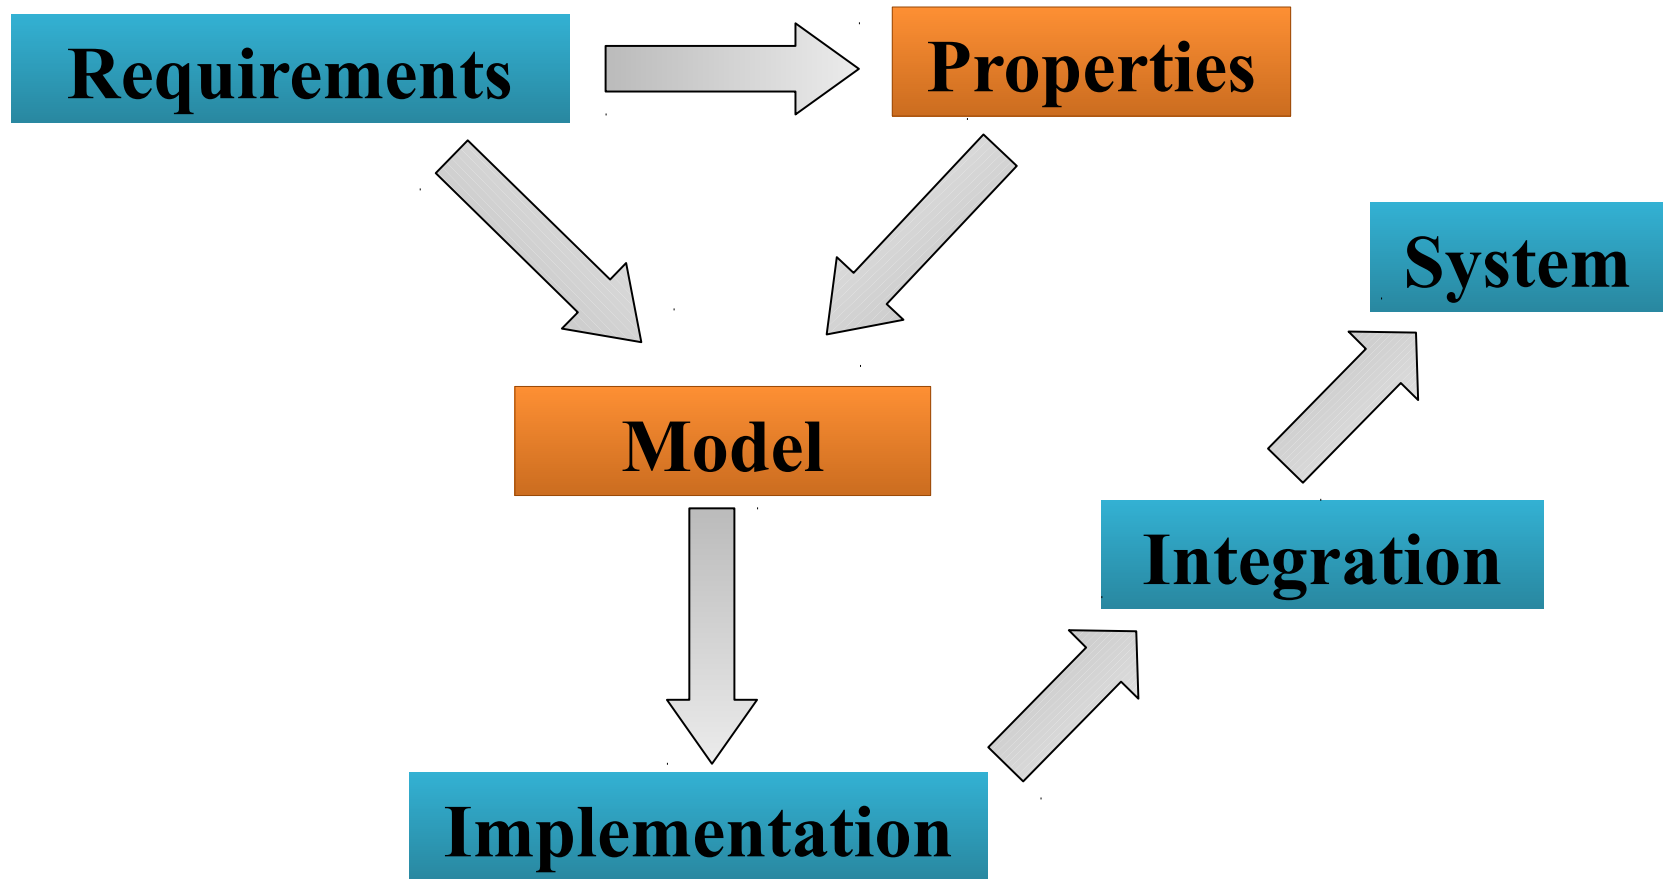 Requirements
Properties
System
Model
Integration
Implementation